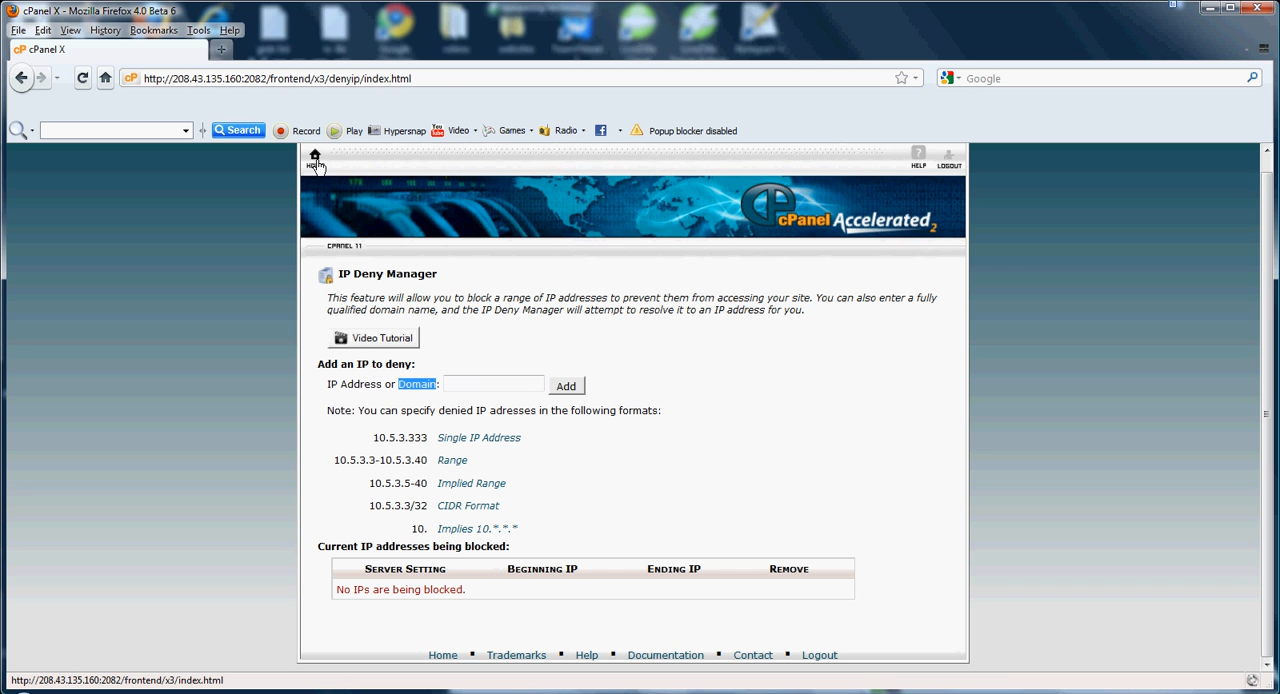 cPanel X - Mozilla Firefox 4.0 Beta 6
File Edit View History Bookmarks Tools Help
cPanel X
http://208.43.135.160:2082/frontend/x3/denyip/index.html
Google
Search Record Play Hypersnap Video Games Radio Popup blocker disabled
HELP LOGOUT
cPanel Accelerated2
CPANEL 11
IP Deny Manager
This feature will allow you to block a range of IP addresses to prevent them from accessing your site. You can also enter a fully
qualified domain name, and the IP Deny Manager will attempt to resolve it to an IP address for you.
Video Tutorial
Add an IP to deny:
IP Address or Domain: Add
Note: You can specify denied IP adresses in the following formats:
10.5.3.333 Single IP Address
10.5.3.3-10.5.3.40 Range
10.5.3.5-40 Implied Range
10.5.3.3/32 CIDR Format
10. Implies 10.*.*.*
Current IP addresses being blocked:
SERVER SETTING BEGINNING IP ENDING IP REMOVE
No IPs are being blocked.
Home Trademarks Help Documentation Contact Logout
http://208.43.135.160:2082/frontend/x3/index.html